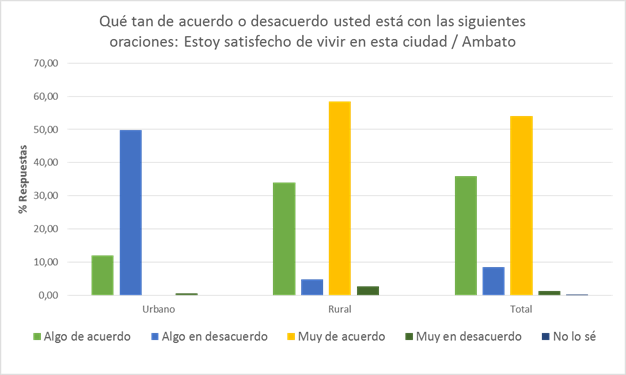 Qué tan de acuerdo o desacuerdo usted está con las siguientes
oraciones: Estoy satisfecho de vivir en esta ciudad / Ambato
70,00
60,00
50,00
40,00
30,00
20,00
10,00
0,00
% Respuestas
Urbano Rural Total
Algo de acuerdo Algo en desacuerdo Muy de acuerdo Muy en desacuerdo No lo sé